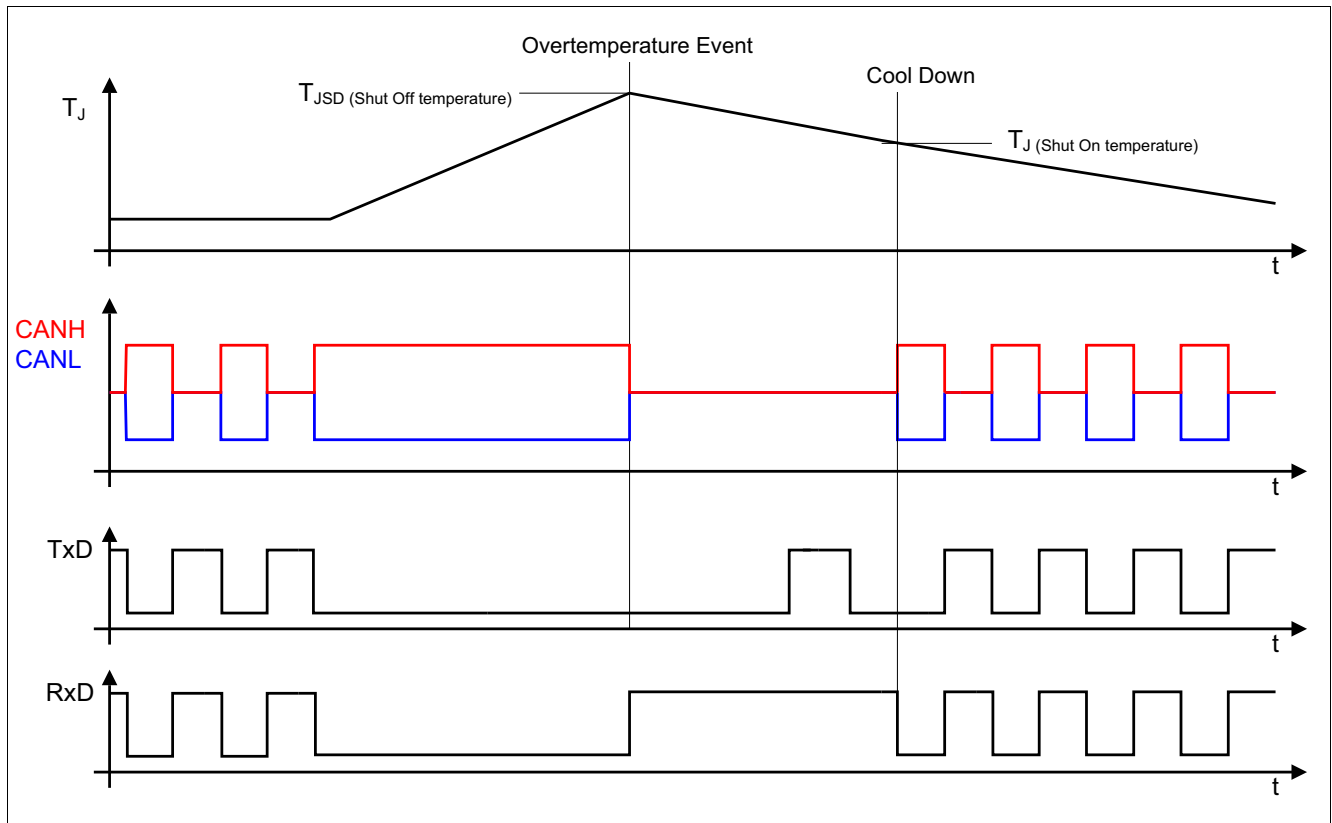 Overtemperature Event
Cool Down
TJSD (Shut Off temperature)
TJ
TJ (Shut On temperature)
t
CANH
CANL
t
TxD
t
RxD
t